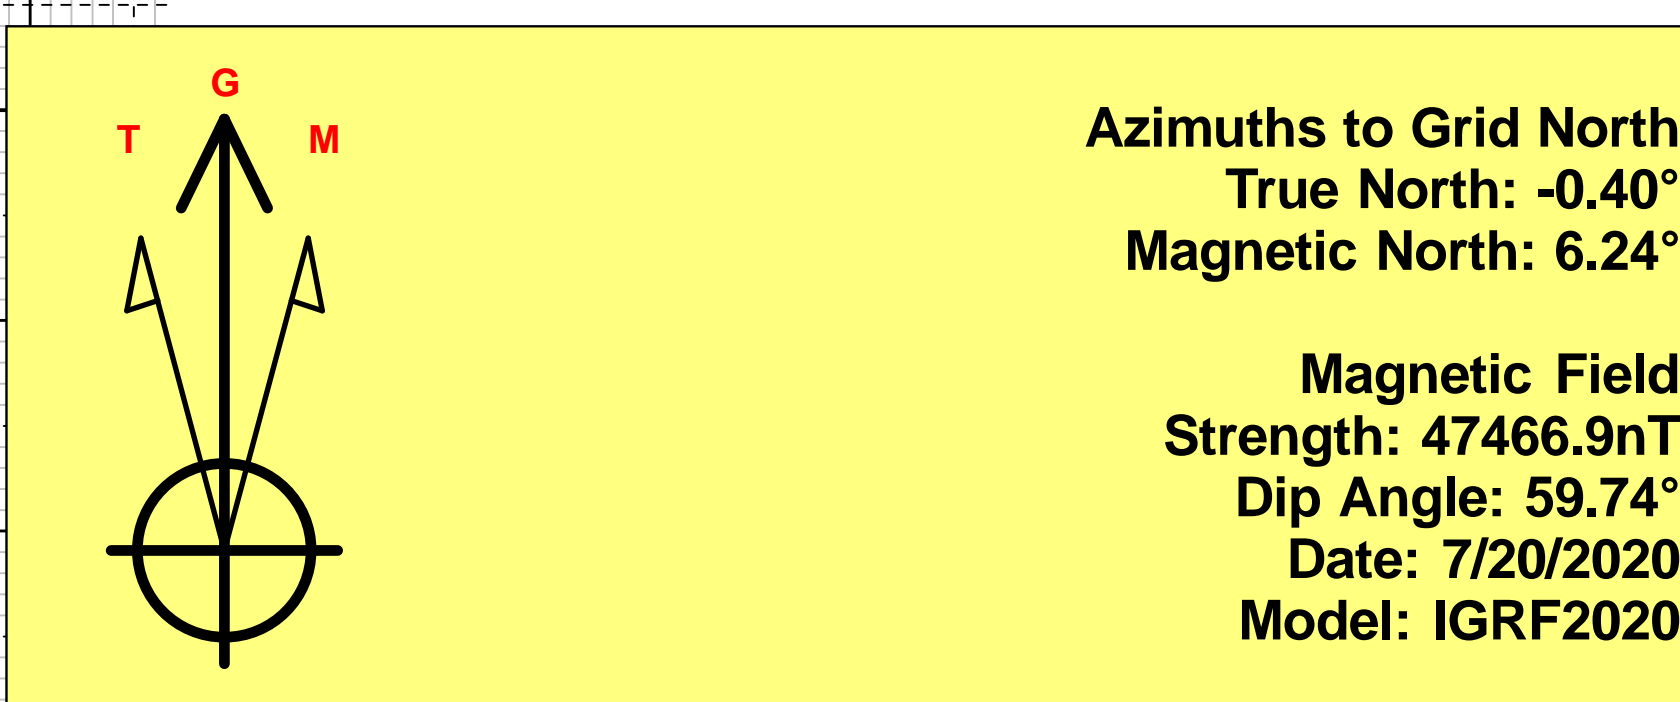 G
T M
Azimuths to Grid North
True North: -0.40°
Magnetic North: 6.24°
Magnetic Field
Strength: 47466.9nT
Dip Angle: 59.74°
Date: 7/20/2020
Model: IGRF2020